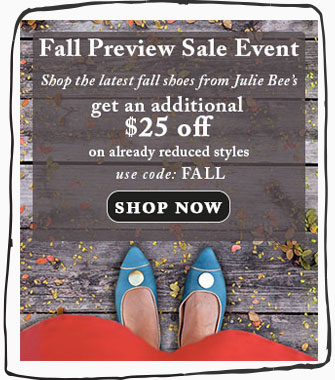 Fall Preview Sale Event
Shop the latest fall shoes from Julie Bee's
get an additional
$25 off
on already reduced styles
use code: FALL
SHOP NOW